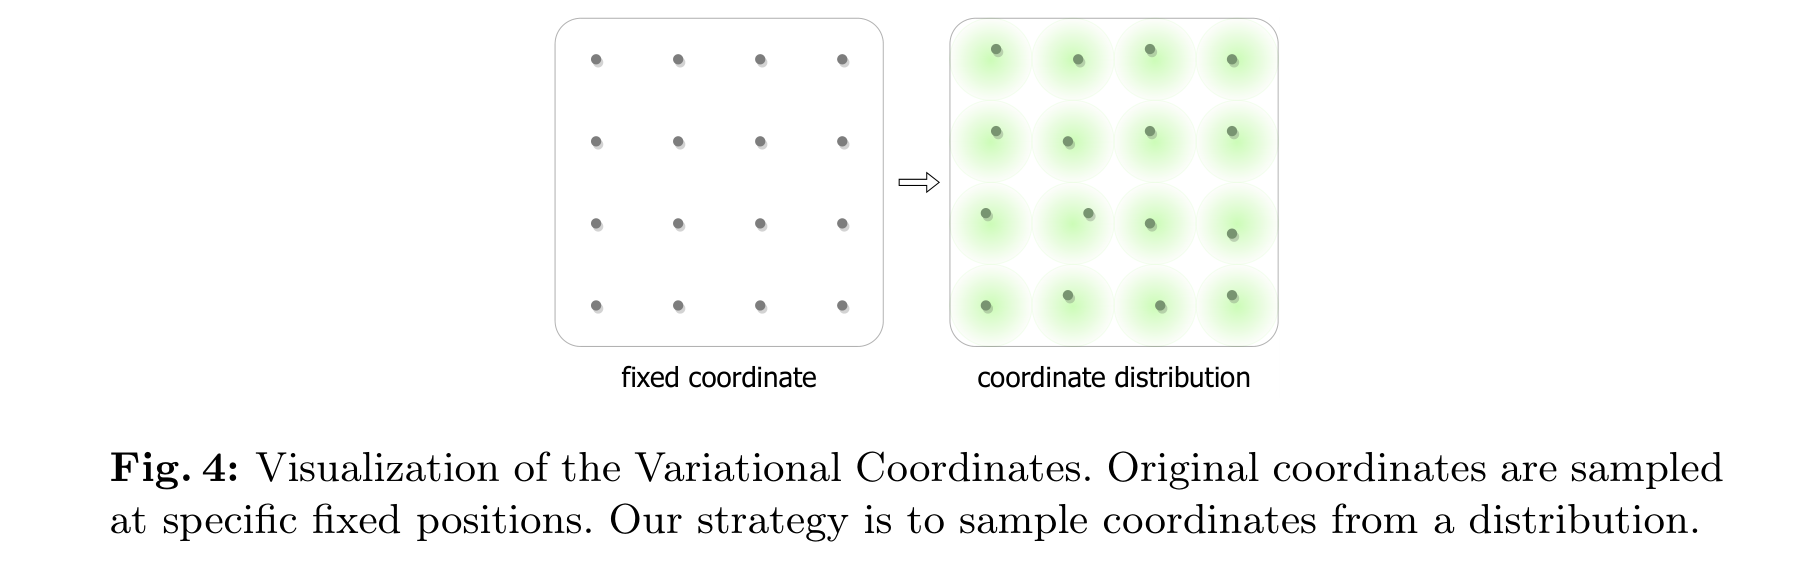 fixed coordinate
coordinate distribution
Fig. 4: Visualization of the Variational Coordinates. Original coordinates are sampled
at specific fixed positions. Our strategy is to sample coordinates from a distribution.